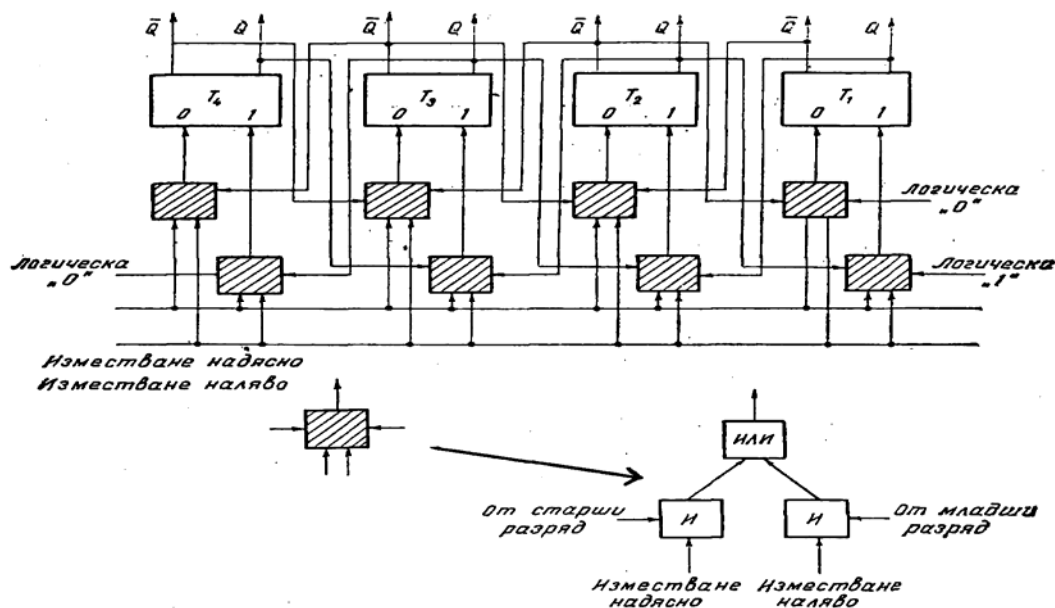 Q̅ Q Q̅ Q Q̅ Q Q̅ Q
T₄ T₃ T₂ T₁
0 1 0 1 0 1 0 1
Логическа
„0“
Логическа
„0“
Логическа
„1“
Изместване надясно
Изместване наляво
ИЛИ
От старши
разряд
И
И
От младши
разряд
Изместване
надясно
Изместване
наляво